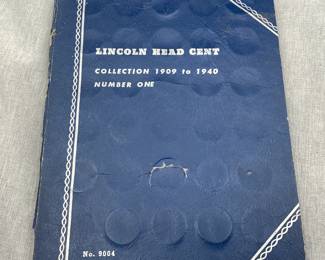 LINCOLN HEAD CENT
COLLECTION 1909 to 1940
NUMBER ONE
No. 9004